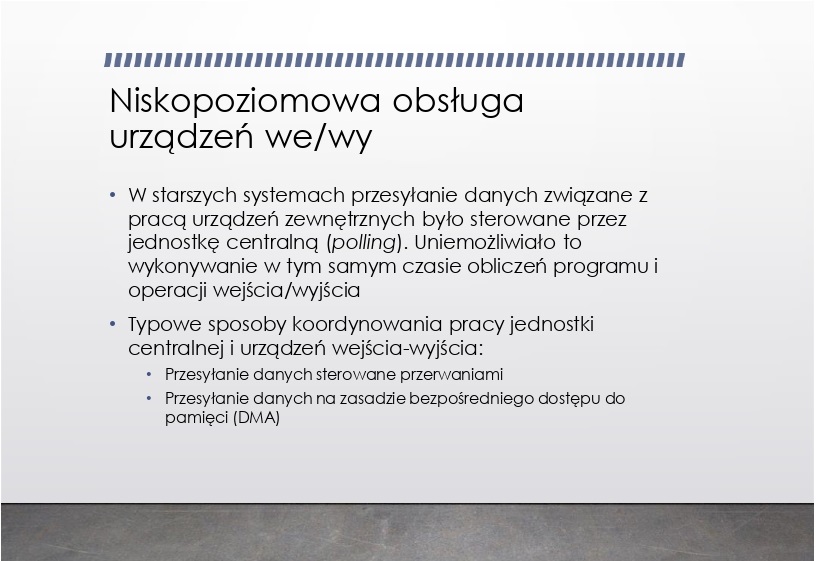 Niskopoziomowa obsługa
urządzeń we/wy
• W starszych systemach przesyłanie danych związane z
pracą urządzeń zewnętrznych było sterowane przez
jednostkę centralną (polling). Uniemożliwiało to
wykonywanie w tym samym czasie obliczeń programu i
operacji wejścia/wyjścia
• Typowe sposoby koordynowania pracy jednostki
centralnej i urządzeń wejścia-wyjścia:
• Przesyłanie danych sterowane przerwaniami
• Przesyłanie danych na zasadzie bezpośredniego dostępu do
pamięci (DMA)